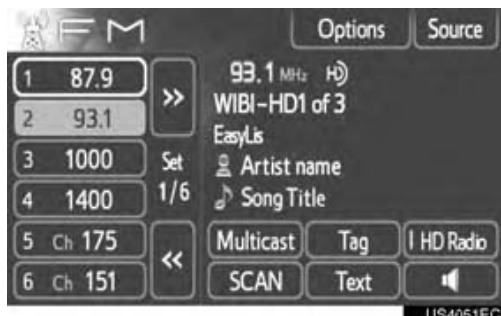 FM Options Source
1 87.9
2 93.1
3 1000
4 1400
5 Ch 175
6 Ch 151
>>
Set
1/6
<<
93.1 MHz HD
WIBI-HD1 of 3
EasyLis
Artist name
Song Title
Multicast Tag I HD Radio
SCAN Text
US4051EC